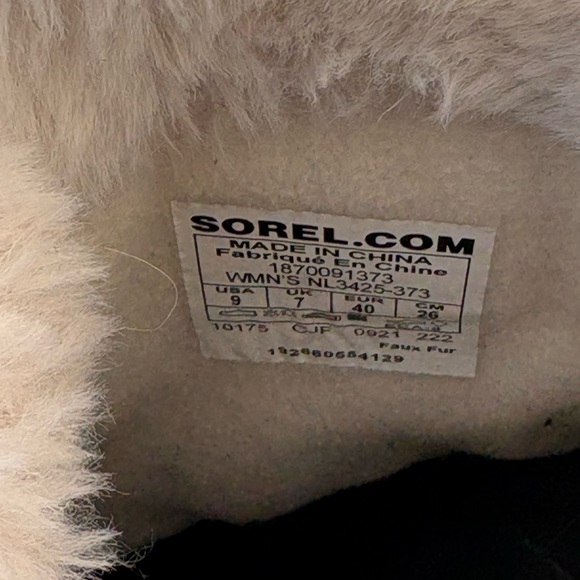 SOREL.COM
MADE IN CHINA
Fabriqué En Chine
1870091373
WMN'S NL3425-373
USA UK EUR CM
9 7 40 26
10175 CJF 0921 222
Faux Fur